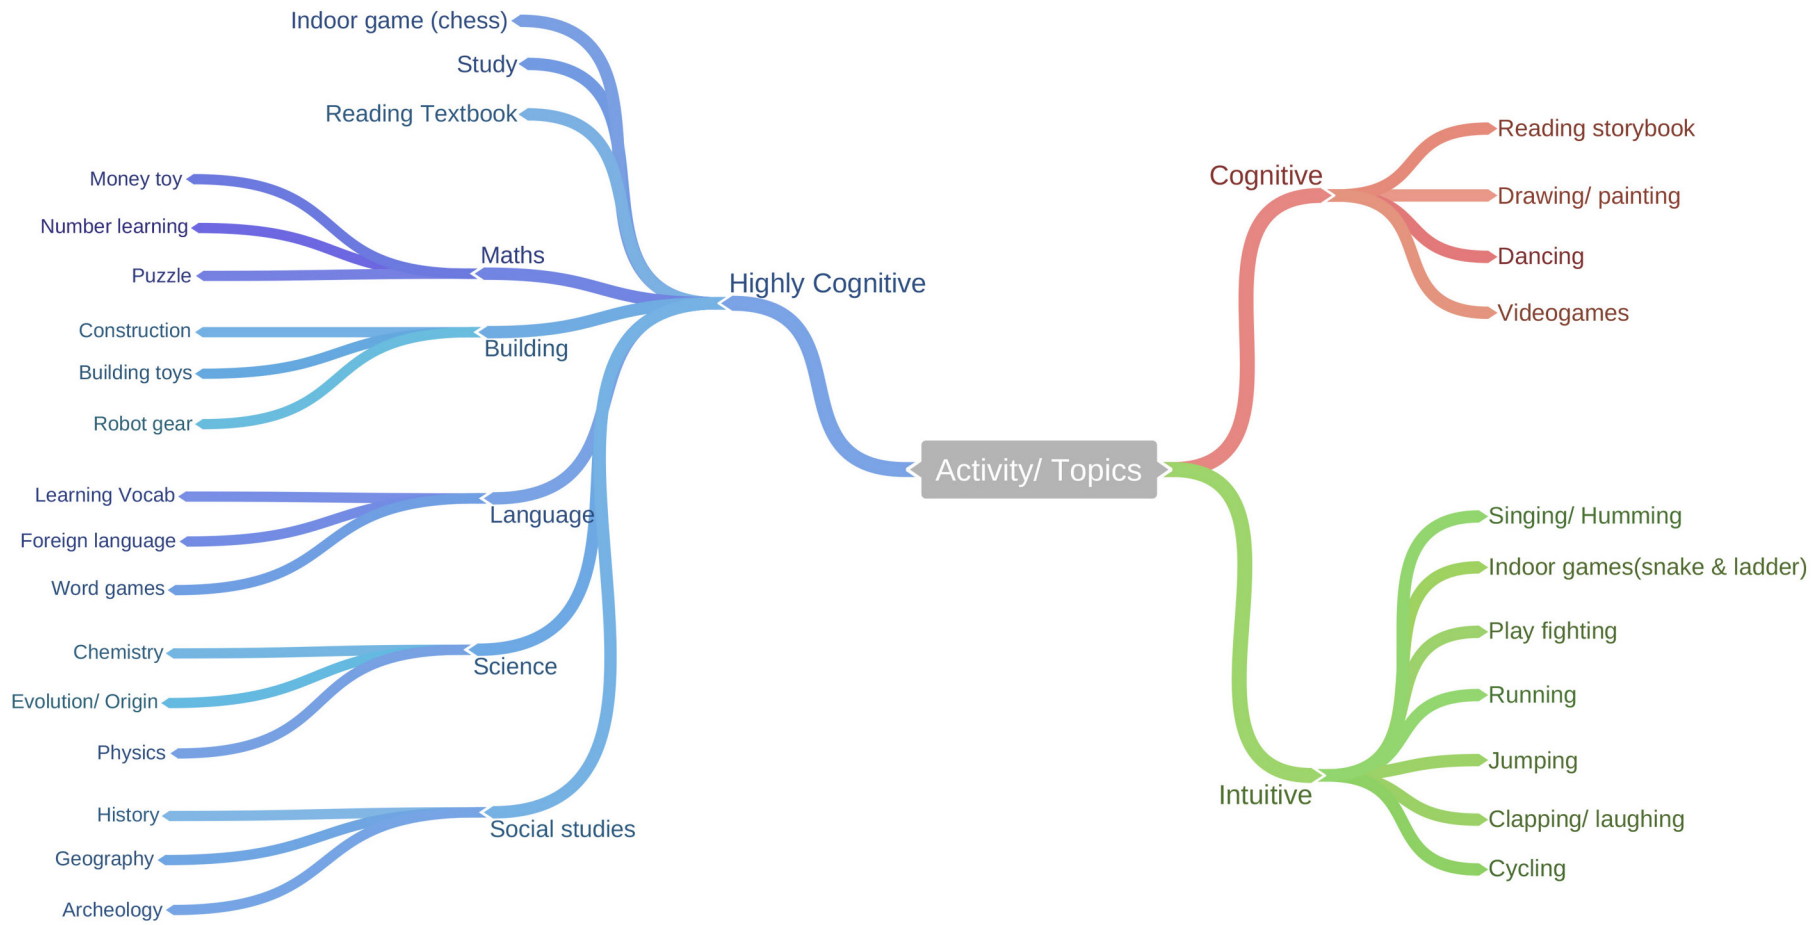 Indoor game (chess)
Study
Reading Textbook
Money toy
Number learning
Puzzle
Maths
Construction
Building toys
Robot gear
Building
Learning Vocab
Foreign language
Word games
Language
Chemistry
Evolution/ Origin
Physics
Science
History
Geography
Archeology
Social studies
Highly Cognitive
Activity/ Topics
Cognitive
Reading storybook
Drawing/ painting
Dancing
Videogames
Intuitive
Singing/ Humming
Indoor games(snake & ladder)
Play fighting
Running
Jumping
Clapping/ laughing
Cycling